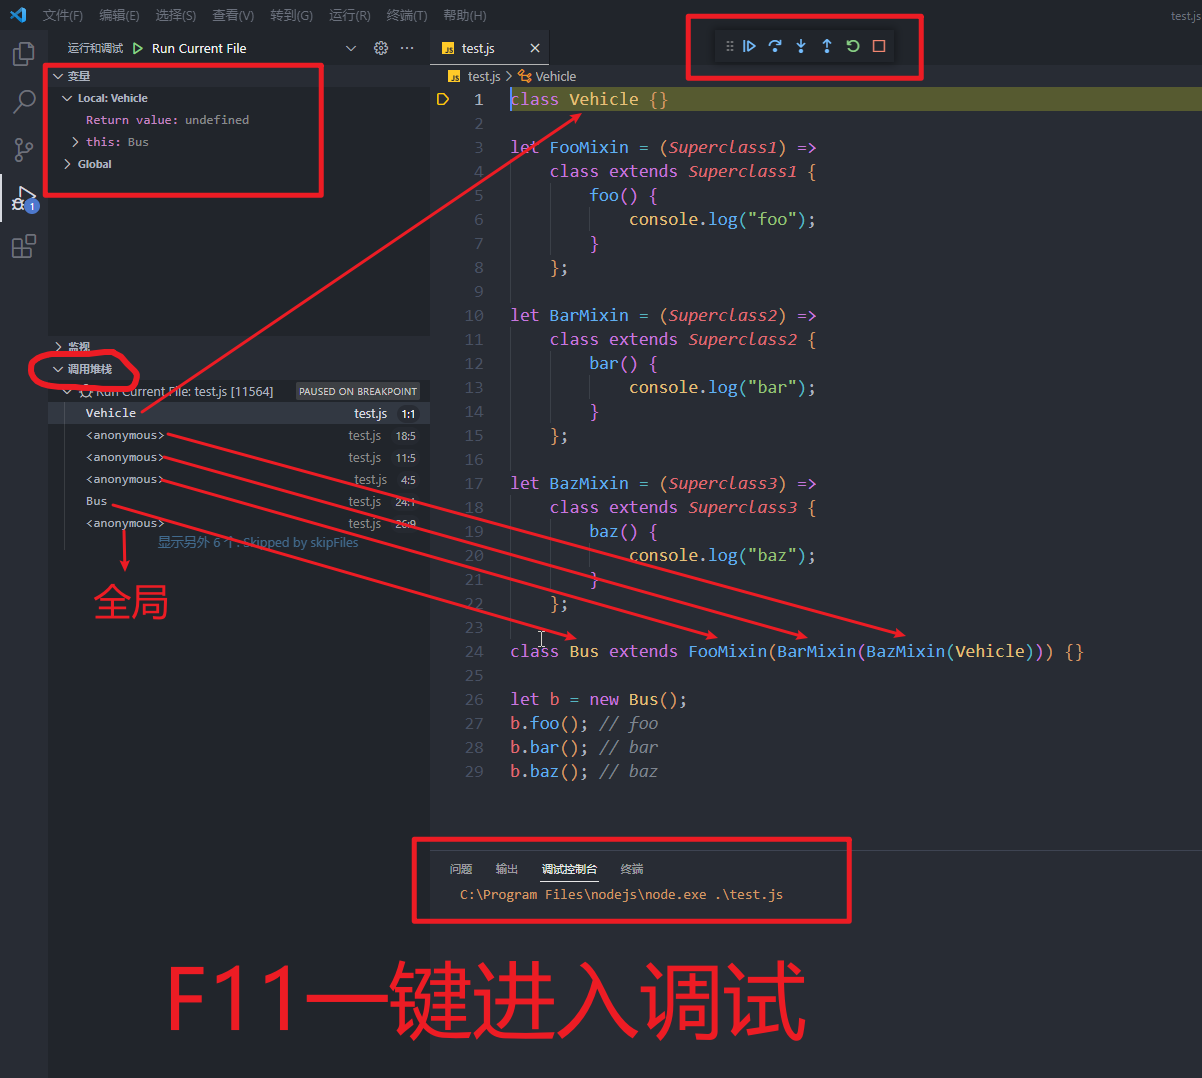 文件(F) 编辑(E) 选择(S) 查看(V) 转到(G) 运行(R) 终端(T) 帮助(H) test.js
运行和调试 Run Current File
test.js
test.js > Vehicle
变量
Local: Vehicle
Return value: undefined
this: Bus
Global
1
监视
调用堆栈
Run Current File: test.js [11564] PAUSED ON BREAKPOINT
Vehicle test.js 1:1
<anonymous> test.js 18:5
<anonymous> test.js 11:5
<anonymous> test.js 4:5
Bus test.js 24:1
<anonymous> test.js 26:9
显示另外 6 个: Skipped by skipFiles
全局
1 class Vehicle {}
2
3 let FooMixin = (Superclass1) =>
4 class extends Superclass1 {
5 foo() {
6 console.log("foo");
7 }
8 };
9
10 let BarMixin = (Superclass2) =>
11 class extends Superclass2 {
12 bar() {
13 console.log("bar");
14 }
15 };
16
17 let BazMixin = (Superclass3) =>
18 class extends Superclass3 {
19 baz() {
20 console.log("baz");
21 }
22 };
23
24 class Bus extends FooMixin(BarMixin(BazMixin(Vehicle))) {}
25
26 let b = new Bus();
27 b.foo(); // foo
28 b.bar(); // bar
29 b.baz(); // baz
问题 输出 调试控制台 终端
C:\Program Files\nodejs\node.exe .\test.js
F11一键进入调试